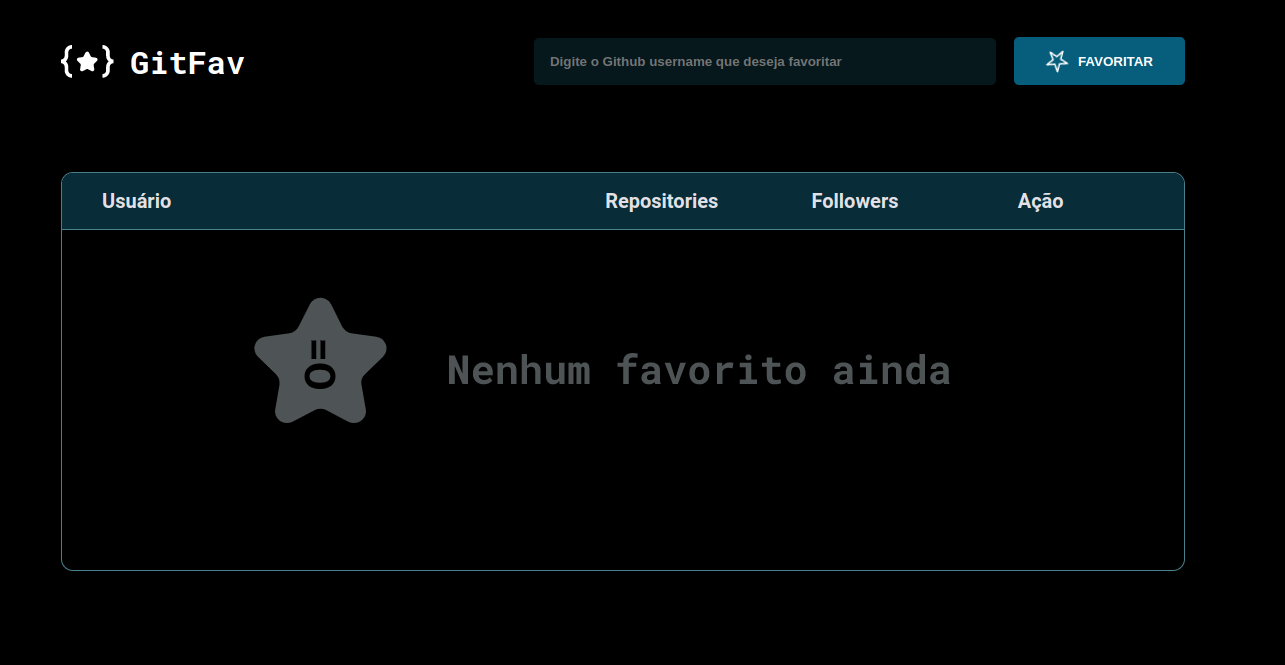 GitFav
Digite o Github username que deseja favoritar
FAVORITAR
Usuário Repositories Followers Ação
Nenhum favorito ainda